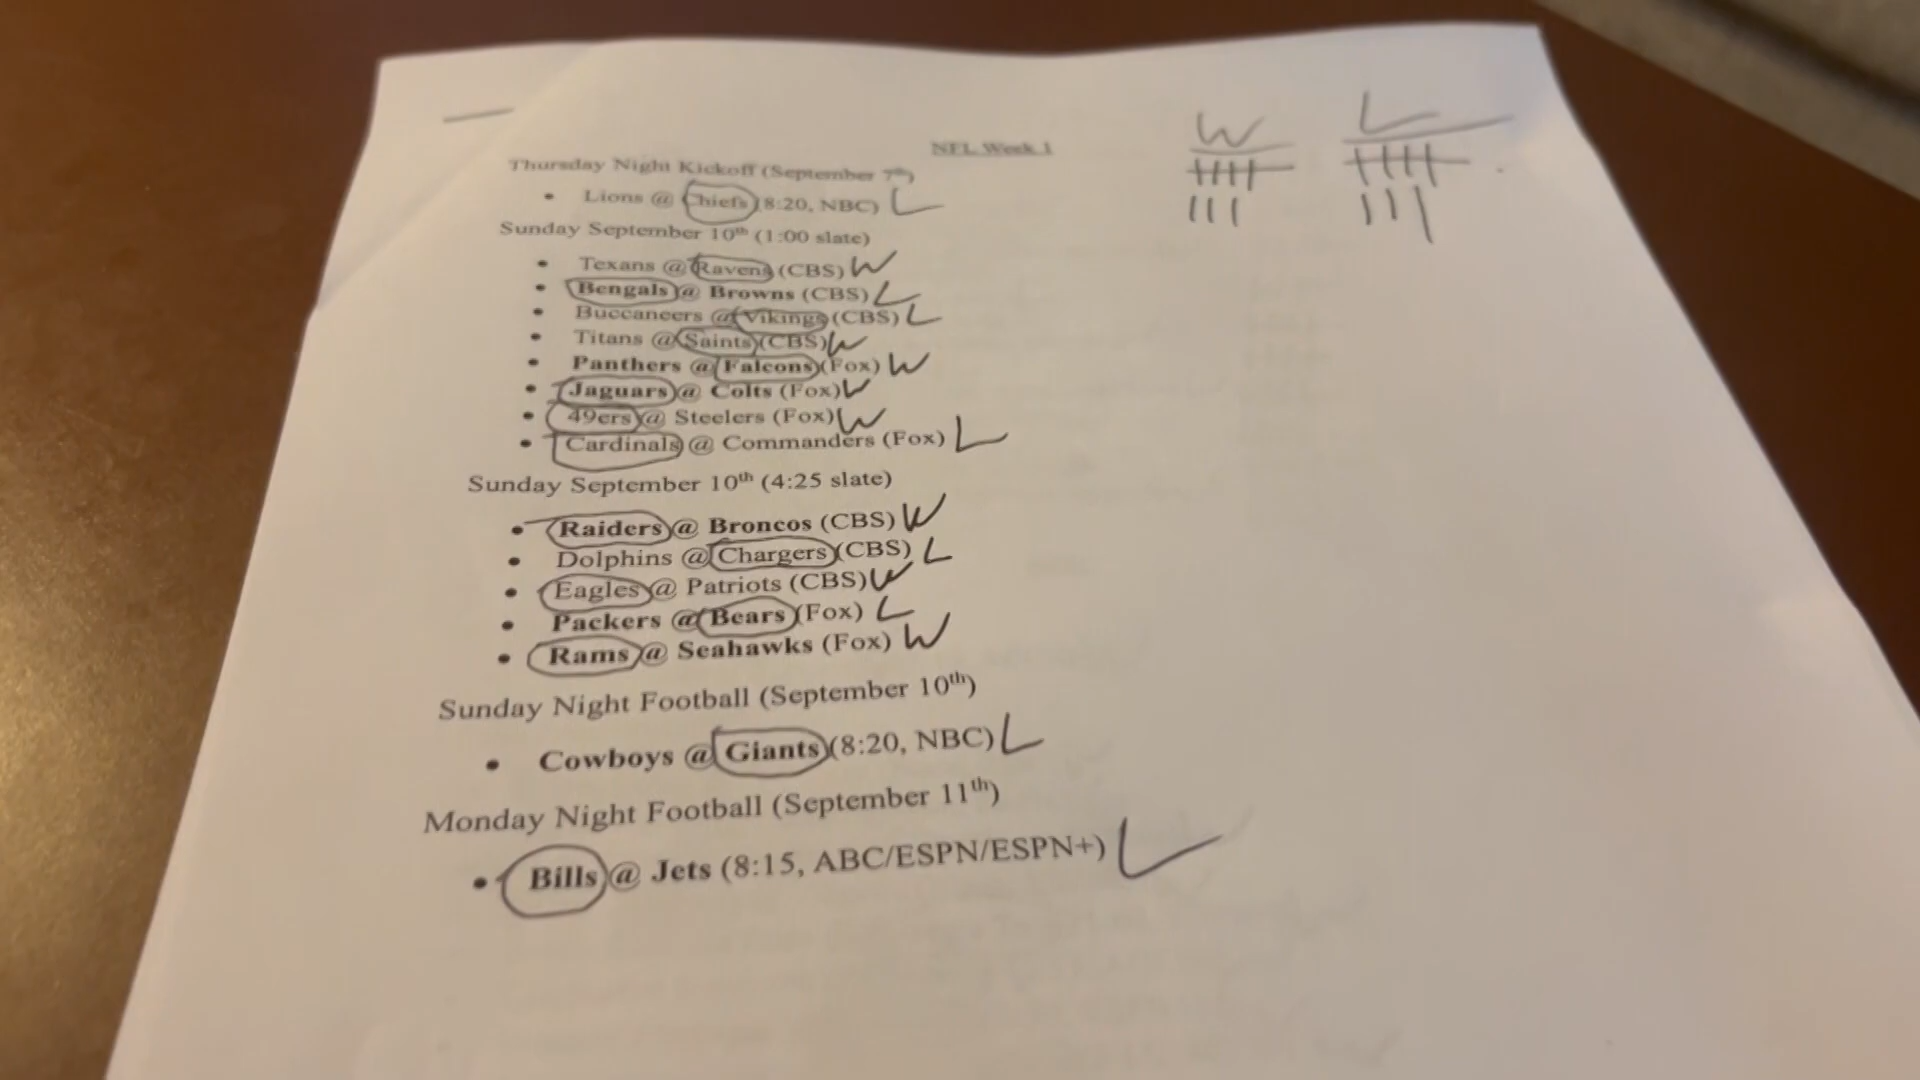 NFL Week 1
W L
Thursday Night Kickoff (September 7th)
• Lions @ Chiefs (8:20, NBC) L
Sunday September 10th (1:00 slate)
• Texans @ Ravens (CBS) W
• Bengals @ Browns (CBS) L
• Buccaneers @ Vikings (CBS) L
• Titans @ Saints (CBS) W
• Panthers @ Falcons (Fox) W
• Jaguars @ Colts (Fox) W
• 49ers @ Steelers (Fox) W
• Cardinals @ Commanders (Fox) L
Sunday September 10th (4:25 slate)
• Raiders @ Broncos (CBS) W
• Dolphins @ Chargers (CBS) L
• Eagles @ Patriots (CBS) W
• Packers @ Bears (Fox) L
• Rams @ Seahawks (Fox) W
Sunday Night Football (September 10th)
• Cowboys @ Giants (8:20, NBC) L
Monday Night Football (September 11th)
• Bills @ Jets (8:15, ABC/ESPN/ESPN+) L